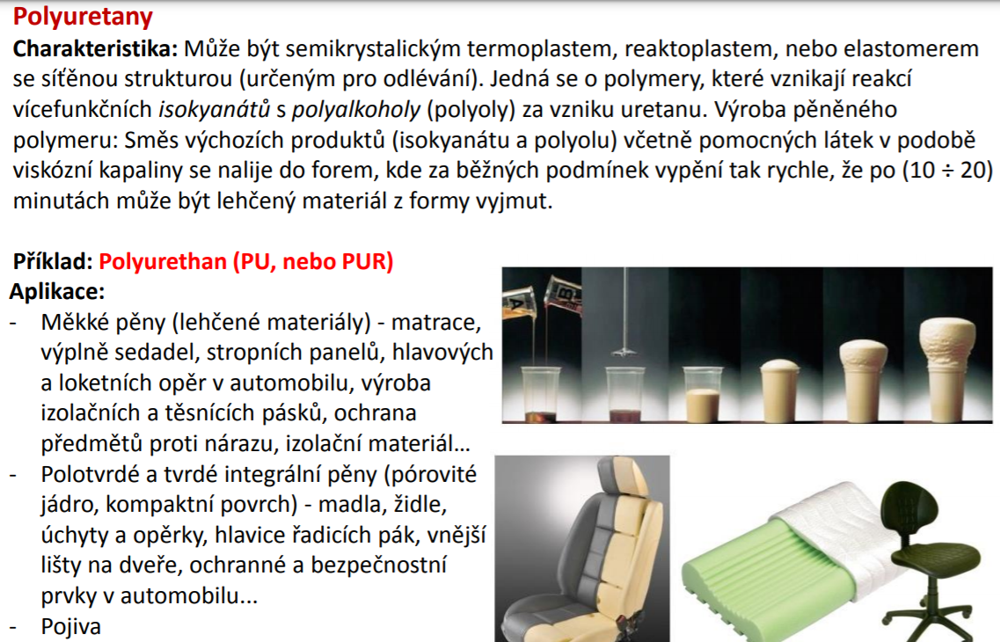 Polyuretany
Charakteristika: Může být semikrystalickým termoplastem, reaktoplastem, nebo elastomerem
se síťěnou strukturou (určeným pro odlévání). Jedná se o polymery, které vznikají reakcí
vícefunkčních isokyanátů s polyalkoholy (polyoly) za vzniku uretanu. Výroba pěněného
polymeru: Směs výchozích produktů (isokyanátu a polyolu) včetně pomocných látek v podobě
viskózní kapaliny se nalije do forem, kde za běžných podmínek vypění tak rychle, že po (10 ÷ 20)
minutách může být lehčený materiál z formy vyjmut.
Příklad: Polyurethan (PU, nebo PUR)
Aplikace:
- Měkké pěny (lehčené materiály) - matrace,
výplně sedadel, stropních panelů, hlavových
a loketních opěr v automobilu, výroba
izolačních a těsnících pásků, ochrana
předmětů proti nárazu, izolační materiál...
- Polotvrdé a tvrdé integrální pěny (pórovité
jádro, kompaktní povrch) - madla, židle,
úchyty a opěrky, hlavice řadicích pák, vnější
lišty na dveře, ochranné a bezpečnostní
prvky v automobilu...
- Pojiva
A
B